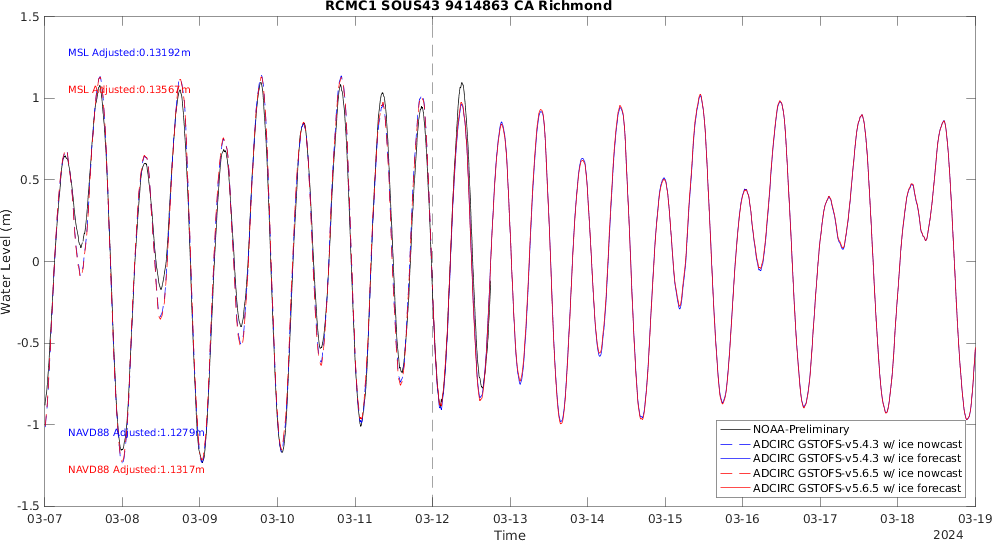 RCMC1 SOUS43 9414863 CA Richmond
1.5
1
0.5
0
-0.5
-1
-1.5
Water Level (m)
MSL Adjusted:0.13192m
MSL Adjusted:0.13567m
NAVD88 Adjusted:1.1279m
NAVD88 Adjusted:1.1317m
NOAA-Preliminary
ADCIRC GSTOFS-v5.4.3 w/ ice nowcast
ADCIRC GSTOFS-v5.4.3 w/ ice forecast
ADCIRC GSTOFS-v5.6.5 w/ ice nowcast
ADCIRC GSTOFS-v5.6.5 w/ ice forecast
03-07 03-08 03-09 03-10 03-11 03-12 03-13 03-14 03-15 03-16 03-17 03-18 03-19
Time
2024